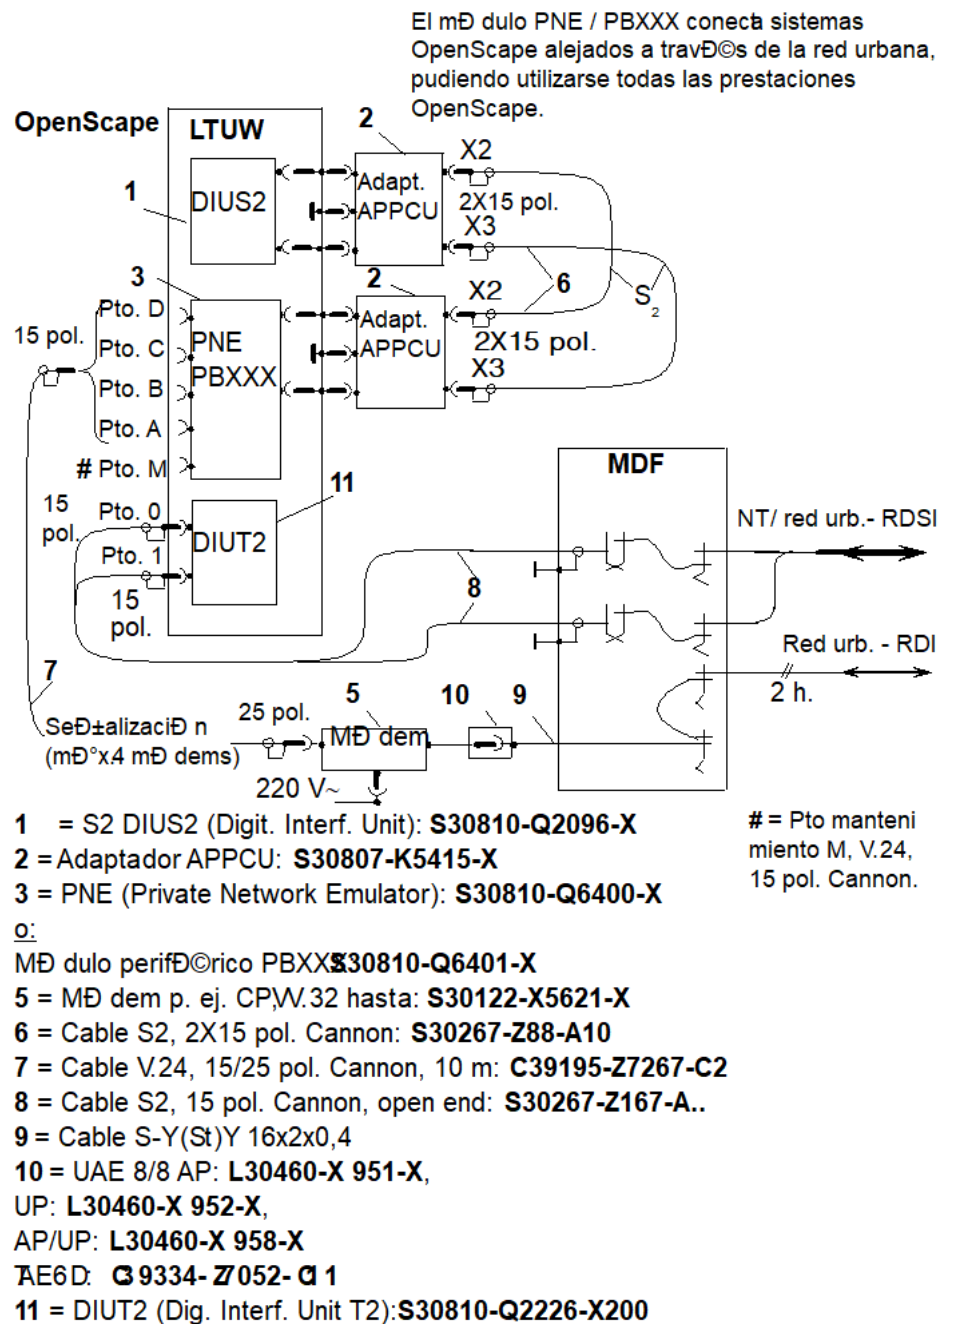 El mÐ dulo PNE / PBXXX conecta sistemas
OpenScape alejados a travÐ©s de la red urbana,
pudiendo utilizarse todas las prestaciones
OpenScape.
OpenScape
LTUW
2
X2
1
DIUS2
Adapt.
APPCU
2X15 pol.
X3
3
2
X2
6
S2
Pto. D
15 pol.
Pto. C
PNE
PBXXX
Adapt.
APPCU
2X15 pol.
X3
Pto. B
Pto. A
# Pto. M
MDF
11
15
pol.
Pto. 0
DIUT2
NT/ red urb.- RDSI
Pto. 1
15
pol.
8
Red urb. - RDI
2 h.
7
5
10
9
25 pol.
SeÐ±alizaciÐ n
(mÐ°x.4 mÐ dems)
MÐ dem
220 V~
1 = S2 DIUS2 (Digit. Interf. Unit): S30810-Q2096-X
# = Pto manteni
miento M, V.24,
15 pol. Cannon.
2 = Adaptador APPCU: S30807-K5415-X
3 = PNE (Private Network Emulator): S30810-Q6400-X
o:
MÐ dulo perifÐ©rico PBXXX S30810-Q6401-X
5 = MÐ dem p. ej. CP,V.32 hasta: S30122-X5621-X
6 = Cable S2, 2X15 pol. Cannon: S30267-Z88-A10
7 = Cable V.24, 15/25 pol. Cannon, 10 m: C39195-Z7267-C2
8 = Cable S2, 15 pol. Cannon, open end: S30267-Z167-A..
9 = Cable S-Y(St)Y 16x2x0,4
10 = UAE 8/8 AP: L30460-X 951-X,
UP: L30460-X 952-X,
AP/UP: L30460-X 958-X
TAE6D: C39334-Z7052-C11
11 = DIUT2 (Dig. Interf. Unit T2):S30810-Q2226-X200